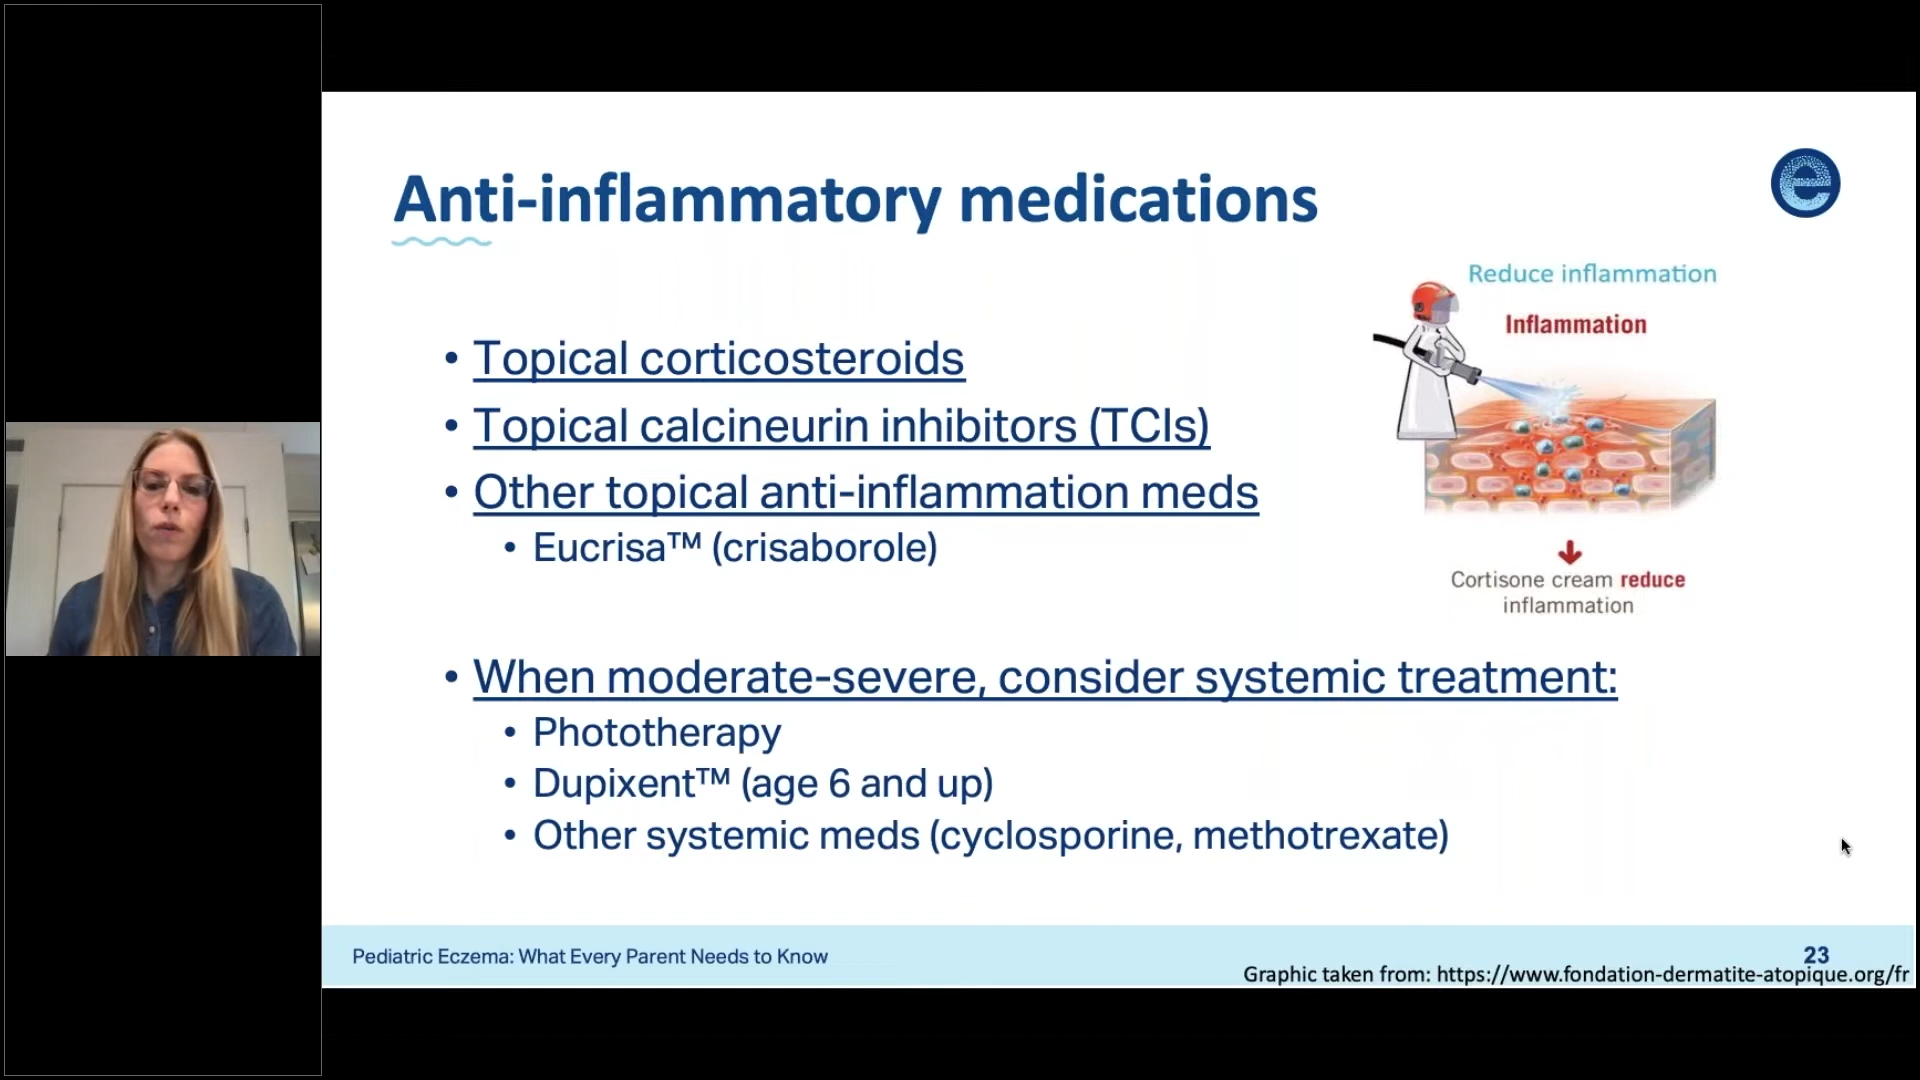 Anti-inflammatory medications
e
• Topical corticosteroids
• Topical calcineurin inhibitors (TCIs)
• Other topical anti-inflammation meds
• Eucrisa™ (crisaborole)
Reduce inflammation
Inflammation
Cortisone cream reduce
inflammation
• When moderate-severe, consider systemic treatment:
• Phototherapy
• Dupixent™ (age 6 and up)
• Other systemic meds (cyclosporine, methotrexate)
Pediatric Eczema: What Every Parent Needs to Know
23
Graphic taken from: https://www.fondation-dermatite-atopique.org/fr